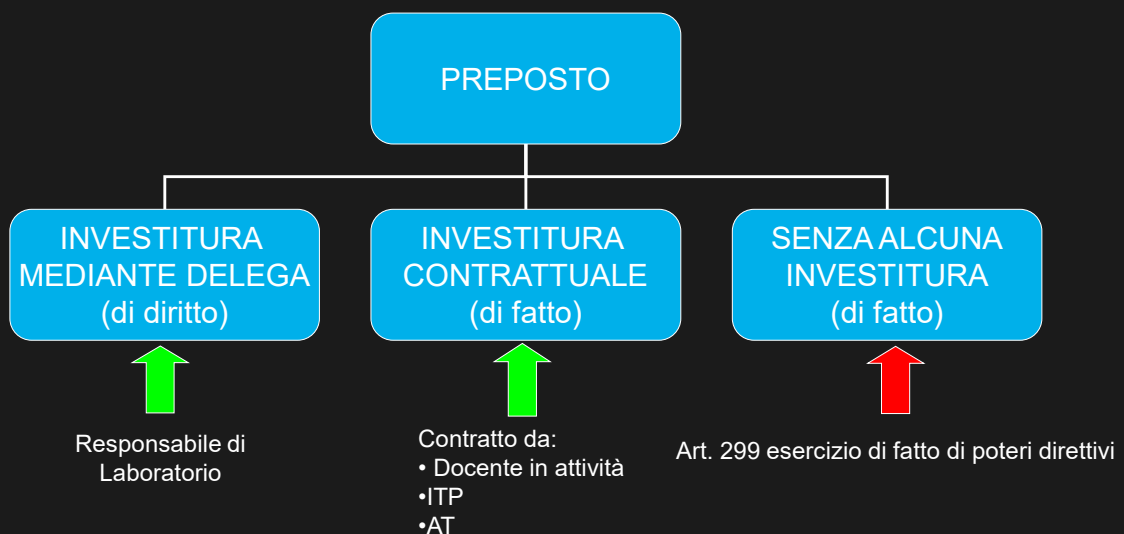 PREPOSTO
INVESTITURA
MEDIANTE DELEGA
(di diritto)
INVESTITURA
CONTRATTUALE
(di fatto)
SENZA ALCUNA
INVESTITURA
(di fatto)
Responsabile di
Laboratorio
Contratto da:
• Docente in attività
•ITP
•AT
Art. 299 esercizio di fatto di poteri direttivi